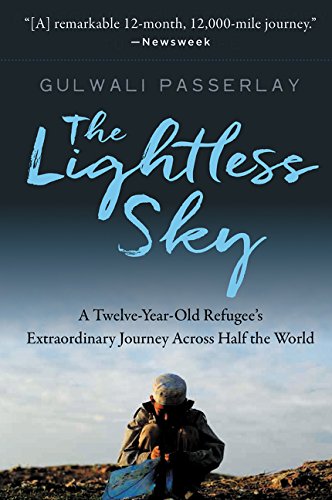 “[A] remarkable 12-month, 12,000-mile journey.”
—Newsweek
GULWALI PASSERLAY
The
Lightless
Sky
A Twelve-Year-Old Refugee’s
Extraordinary Journey Across Half the World